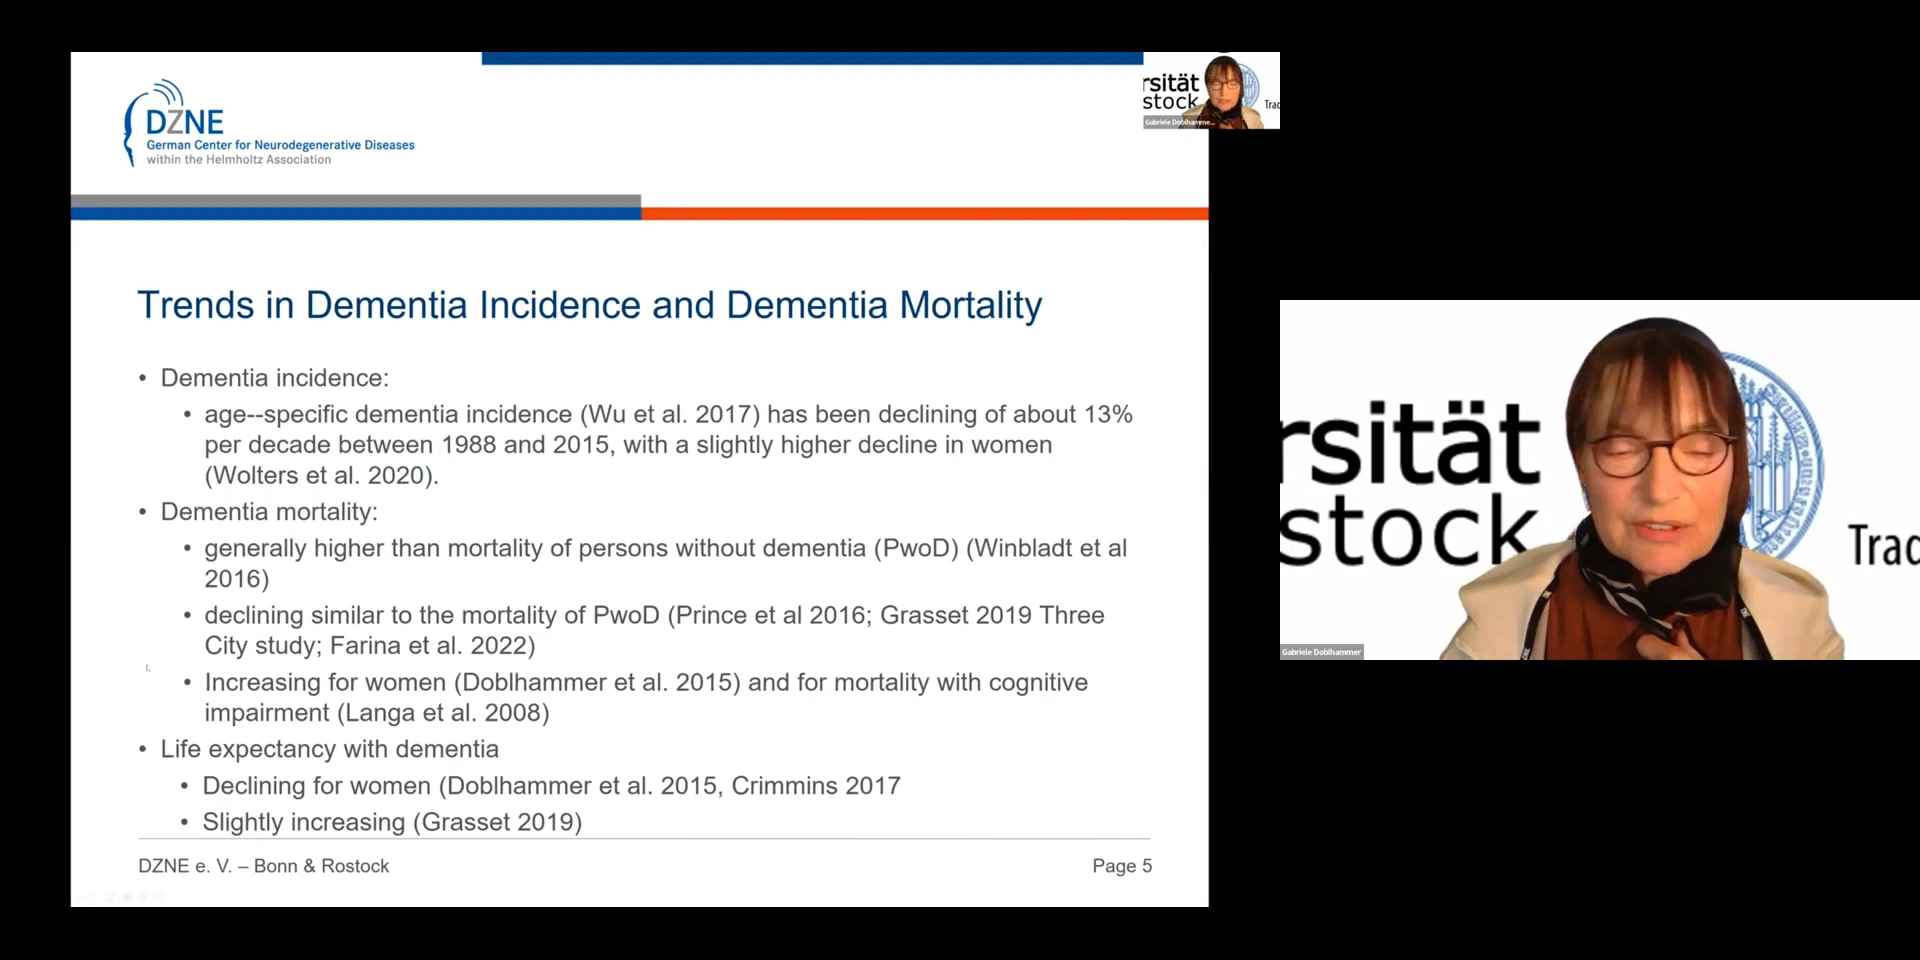 rsität
stock
Trac
Gabriele Doblhamme...
DZNE
German Center for Neurodegenerative Diseases
within the Helmholtz Association
Trends in Dementia Incidence and Dementia Mortality
• Dementia incidence:
• age--specific dementia incidence (Wu et al. 2017) has been declining of about 13%
per decade between 1988 and 2015, with a slightly higher decline in women
(Wolters et al. 2020).
• Dementia mortality:
• generally higher than mortality of persons without dementia (PwoD) (Winbladt et al
2016)
• declining similar to the mortality of PwoD (Prince et al 2016; Grasset 2019 Three
City study; Farina et al. 2022)
• Increasing for women (Doblhammer et al. 2015) and for mortality with cognitive
impairment (Langa et al. 2008)
• Life expectancy with dementia
• Declining for women (Doblhammer et al. 2015, Crimmins 2017
• Slightly increasing (Grasset 2019)
DZNE e. V. – Bonn & Rostock
Page 5
rsität
stock
Trac
Gabriele Doblhammer